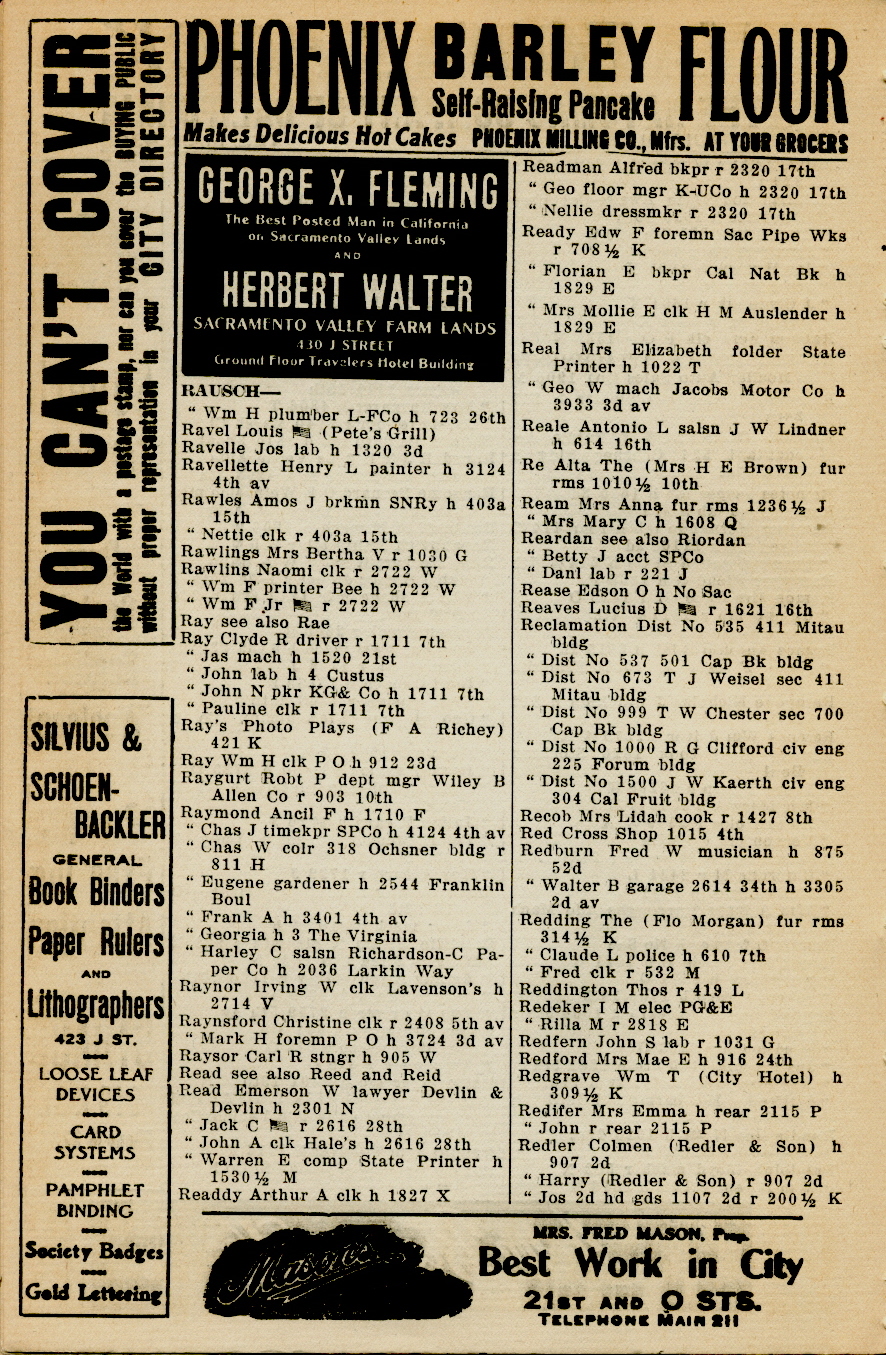 PHOENIX BARLEY FLOUR
Self-Raising Pancake
Makes Delicious Hot Cakes PHOENIX MILLING CO., Mfrs. AT YOUR GROCERS
YOU CAN'T COVER
the World with a postage stamp, nor can you cover the BUYING PUBLIC
without proper representation in your CITY DIRECTORY
SILVIUS &
SCHOEN-
BACKLER
GENERAL
Book Binders
Paper Rulers
AND
Lithographers
423 J ST.
LOOSE LEAF
DEVICES
CARD
SYSTEMS
PAMPHLET
BINDING
Society Badges
Gold Lettering
GEORGE X. FLEMING
The Best Posted Man in California
on Sacramento Valley Lands
AND
HERBERT WALTER
SACRAMENTO VALLEY FARM LANDS
430 J STREET
Ground Floor Travelers Hotel Building
RAUSCH—
" Wm H plumber L-FCo h 723 26th
Ravel Louis (Pete's Grill)
Ravelle Jos lab h 1320 3d
Ravellette Henry L painter h 3124
4th av
Rawles Amos J brkmn SNRy h 403a
15th
" Nettie clk r 403a 15th
Rawlings Mrs Bertha V r 1030 G
Rawlins Naomi clk r 2722 W
" Wm F printer Bee h 2722 W
" Wm F Jr r 2722 W
Ray see also Rae
Ray Clyde R driver r 1711 7th
" Jas mach h 1520 21st
" John lab h 4 Custus
" John N pkr KG& Co h 1711 7th
" Pauline clk r 1711 7th
Ray's Photo Plays (F A Richey)
421 K
Ray Wm H clk P O h 912 23d
Raygurt Robt P dept mgr Wiley B
Allen Co r 903 10th
Raymond Ancil F h 1710 F
" Chas J timekpr SPCo h 4124 4th av
" Chas W colr 318 Ochsner bldg r
811 H
" Eugene gardener h 2544 Franklin
Boul
" Frank A h 3401 4th av
" Georgia h 3 The Virginia
" Harley C salsn Richardson-C Pa-
per Co h 2036 Larkin Way
Raynor Irving W clk Lavenson's h
2714 V
Raynsford Christine clk r 2408 5th av
" Mark H foremn P O h 3724 3d av
Raysor Carl R stngr h 905 W
Read see also Reed and Reid
Read Emerson W lawyer Devlin &
Devlin h 2301 N
" Jack C r 2616 28th
" John A clk Hale's h 2616 28th
" Warren E comp State Printer h
1530½ M
Readdy Arthur A clk h 1827 X
Readman Alfred bkpr r 2320 17th
" Geo floor mgr K-UCo h 2320 17th
" Nellie dressmkr r 2320 17th
Ready Edw F foremn Sac Pipe Wks
r 708½ K
" Florian E bkpr Cal Nat Bk h
1829 E
" Mrs Mollie E clk H M Auslender h
1829 E
Real Mrs Elizabeth folder State
Printer h 1022 T
" Geo W mach Jacobs Motor Co h
3933 3d av
Reale Antonio L salsn J W Lindner
h 614 16th
Re Alta The (Mrs H E Brown) fur
rms 1010½ 10th
Ream Mrs Anna fur rms 1236½ J
" Mrs Mary C h 1608 Q
Reardan see also Riordan
" Betty J acct SPCo
" Danl lab r 221 J
Rease Edson O h No Sac
Reaves Lucius D r 1621 16th
Reclamation Dist No 535 411 Mitau
bldg
" Dist No 537 501 Cap Bk bldg
" Dist No 673 T J Weisel sec 411
Mitau bldg
" Dist No 999 T W Chester sec 700
Cap Bk bldg
" Dist No 1000 R G Clifford civ eng
225 Forum bldg
" Dist No 1500 J W Kaerth civ eng
304 Cal Fruit bldg
Recob Mrs Lidah cook r 1427 8th
Red Cross Shop 1015 4th
Redburn Fred W musician h 875
52d
" Walter B garage 2614 34th h 3305
2d av
Redding The (Flo Morgan) fur rms
314½ K
" Claude L police h 610 7th
" Fred clk r 532 M
Reddington Thos r 419 L
Redeker I M elec PG&E
" Rilla M r 2818 E
Redfern John S lab r 1031 G
Redford Mrs Mae E h 916 24th
Redgrave Wm T (City Hotel) h
309½ K
Redifer Mrs Emma h rear 2115 P
" John r rear 2115 P
Redler Colmen (Redler & Son) h
907 2d
" Harry (Redler & Son) r 907 2d
" Jos 2d hd gds 1107 2d r 200½ K
Mason's
MRS. FRED MASON, Prop.
Best Work in City
21ST AND O STS.
TELEPHONE MAIN 211